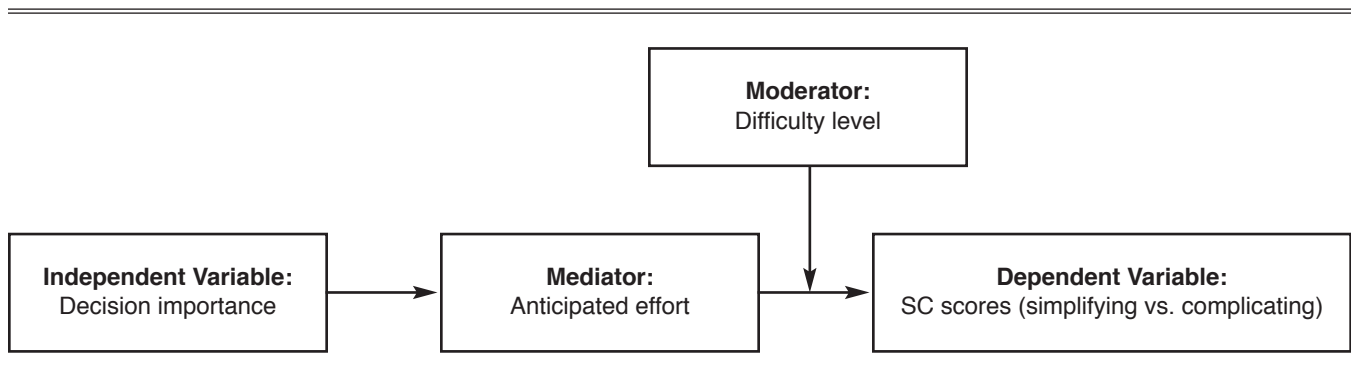 Moderator:
Difficulty level
Independent Variable:
Decision importance
Mediator:
Anticipated effort
Dependent Variable:
SC scores (simplifying vs. complicating)